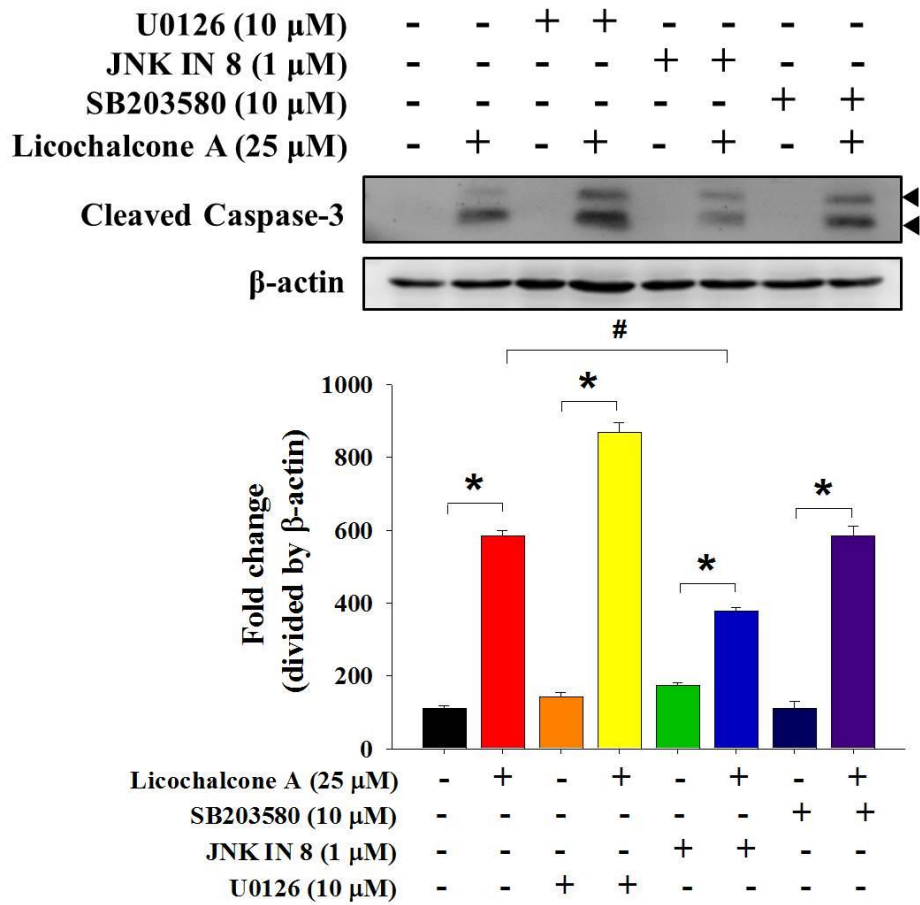 U0126 (10 μM) - - + + - - - -
JNK IN 8 (1 μM) - - - - + + - -
SB203580 (10 μM) - - - - - - + +
Licochalcone A (25 μM) - + - + - + - +
Cleaved Caspase-3
β-actin
#
1000
800
600
400
200
0
Fold change
(divided by β-actin)
*
*
*
*
Licochalcone A (25 μM) - + - + - + - +
SB203580 (10 μM) - - - - - - + +
JNK IN 8 (1 μM) - - - - + + - -
U0126 (10 μM) - - + + - - - -